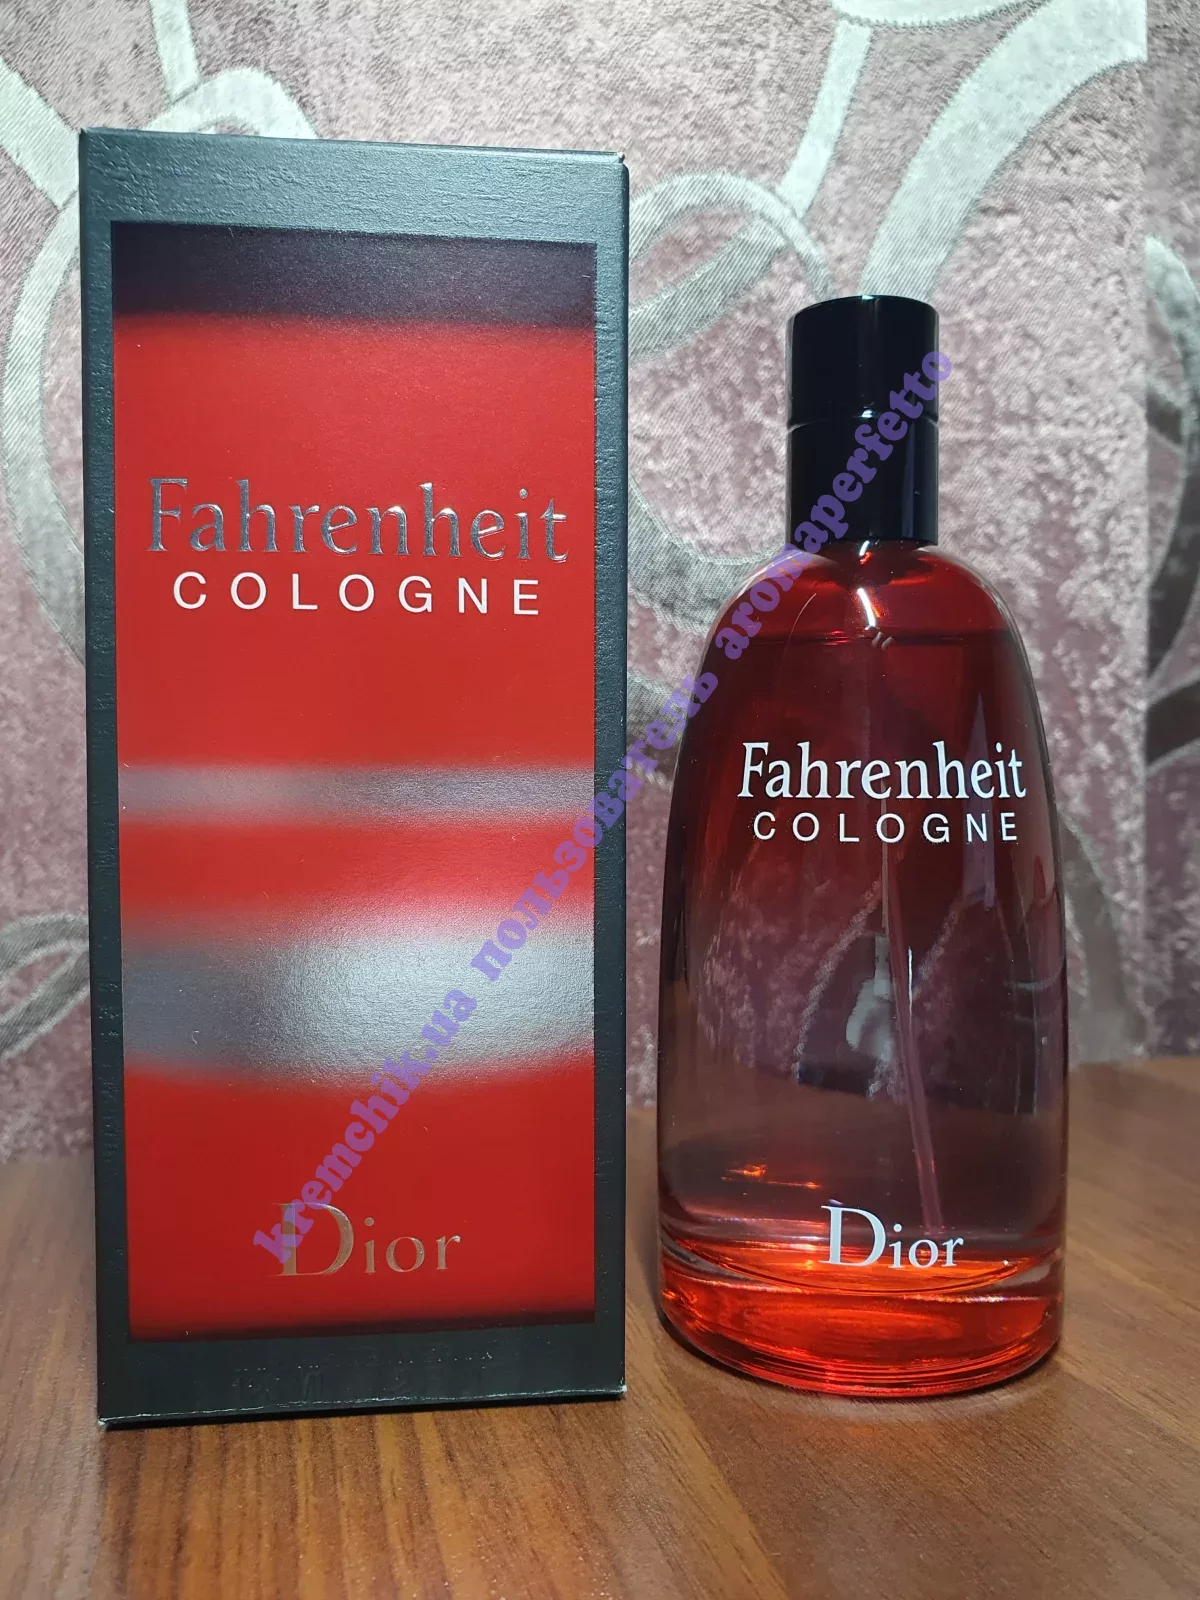 Fahrenheit
COLOGNE
Dior
Fahrenheit
COLOGNE
Dior
kremchik.ua пользователь aromaperfetto